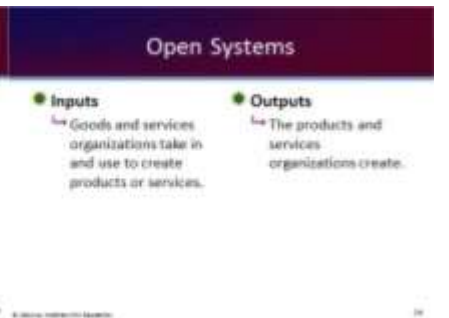 Open Systems
Inputs
Goods and services
organizations take in
and use to create
products or services.
Outputs
The products and
services
organizations create.